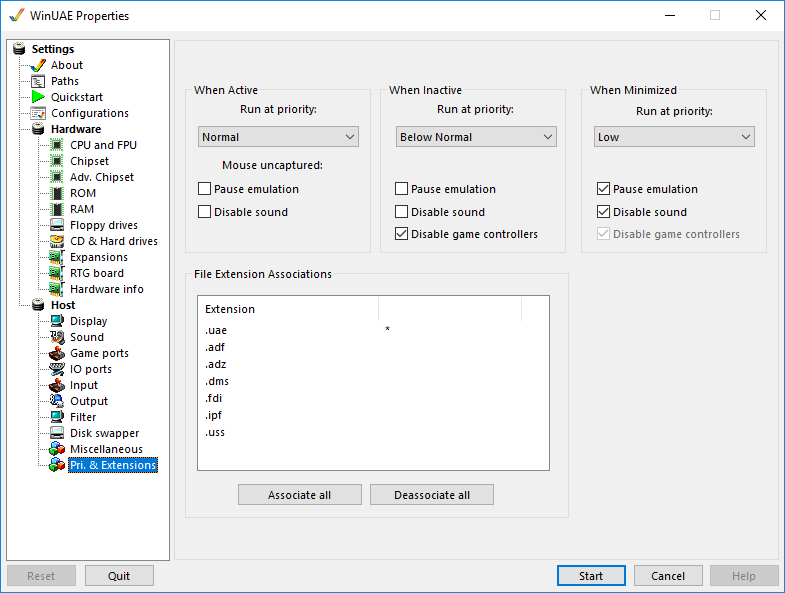 WinUAE Properties
Settings
About
Paths
Quickstart
Configurations
Hardware
CPU and FPU
Chipset
Adv. Chipset
ROM
RAM
Floppy drives
CD & Hard drives
Expansions
RTG board
Hardware info
Host
Display
Sound
Game ports
IO ports
Input
Output
Filter
Disk swapper
Miscellaneous
Pri. & Extensions
When Active
Run at priority:
Normal
Mouse uncaptured:
Pause emulation
Disable sound
When Inactive
Run at priority:
Below Normal
Pause emulation
Disable sound
Disable game controllers
When Minimized
Run at priority:
Low
Pause emulation
Disable sound
Disable game controllers
File Extension Associations
Extension
.uae *
.adf
.adz
.dms
.fdi
.ipf
.uss
Associate all Deassociate all
Reset Quit Start Cancel Help